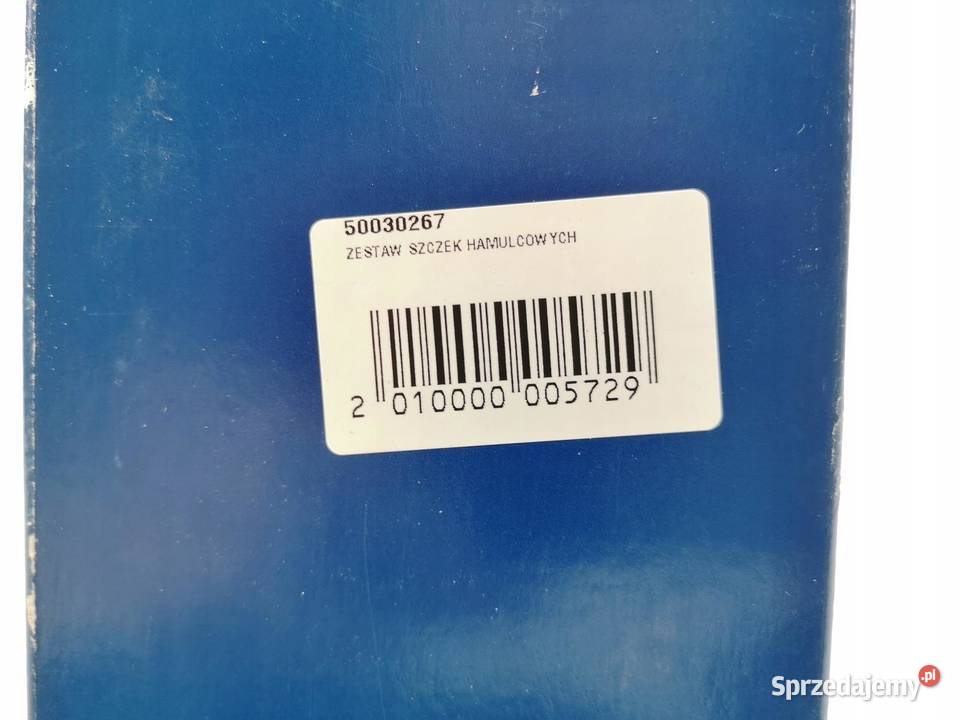 50030267
ZESTAW SZCZEK HAMULCOWYCH
2 010000 005729
Sprzedajemy.pl